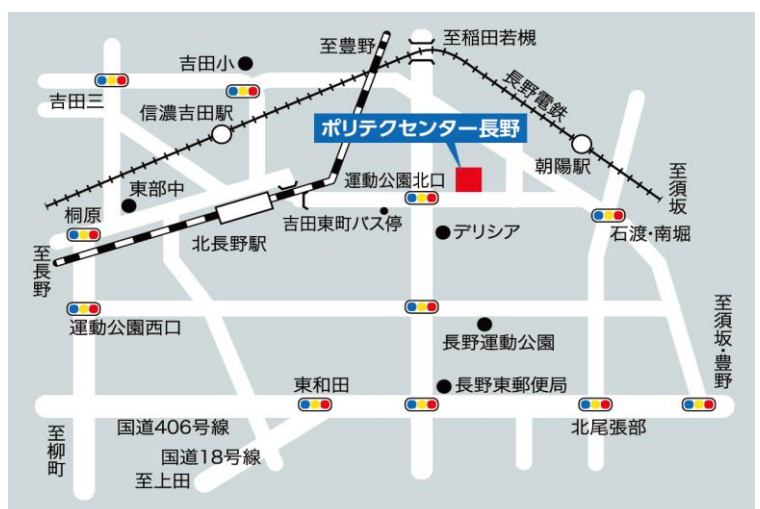 至豊野
至稲田若槻
吉田小
長野電鉄
吉田三
信濃吉田駅
ポリテクセンター長野
朝陽駅
至須坂
東部中
運動公園北口
桐原
吉田東町バス停
デリシア
石渡・南堀
北長野駅
至長野
運動公園西口
長野運動公園
至須坂・豊野
東和田
長野東郵便局
国道406号線
北尾張部
至柳町
国道18号線
至上田